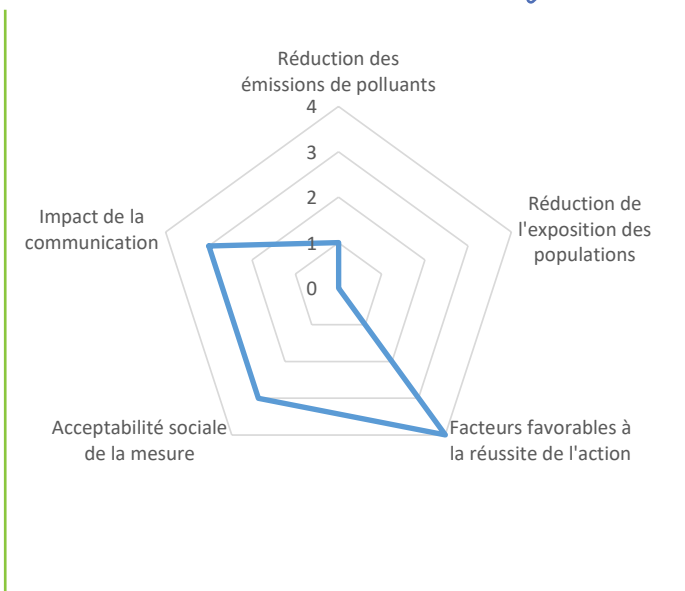 Réduction des
émissions de polluants
4
3
2
1
0
Réduction de
l'exposition des
populations
Facteurs favorables à
la réussite de l'action
Acceptabilité sociale
de la mesure
Impact de la
communication